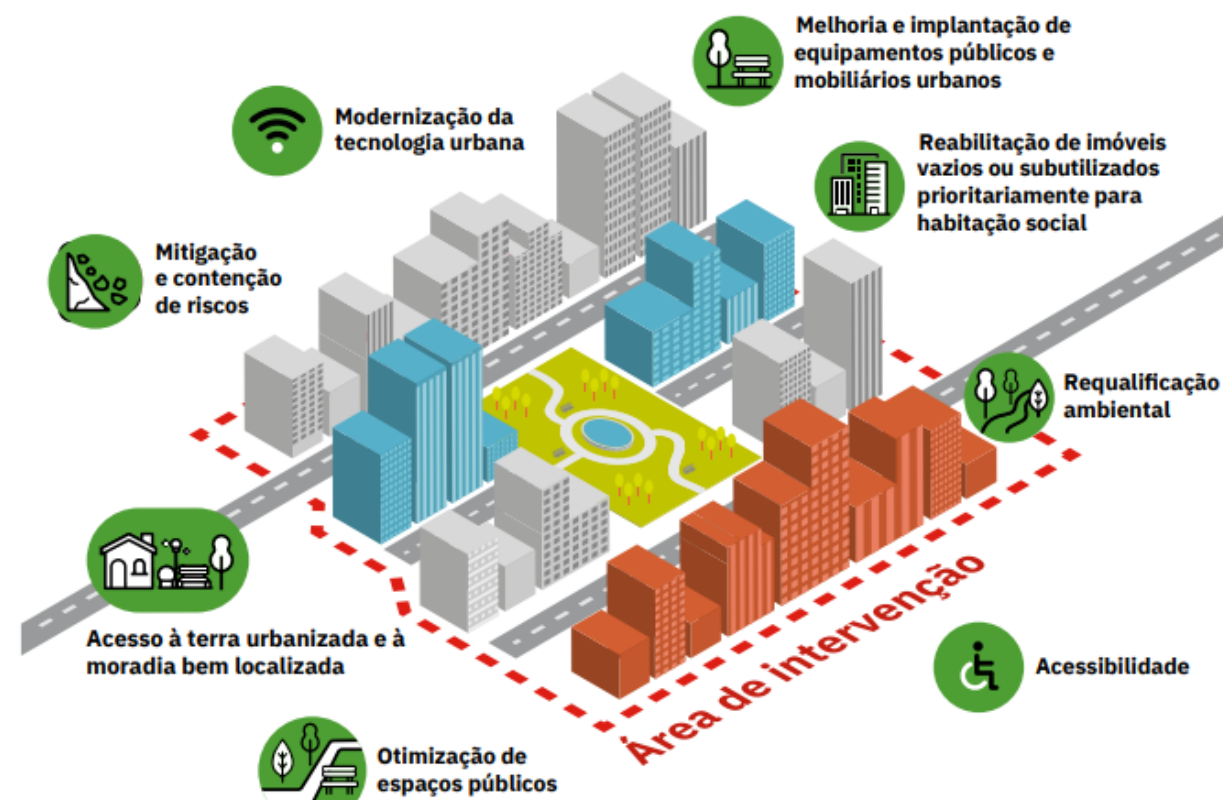 Melhoria e implantação de
equipamentos públicos e
mobiliários urbanos
Modernização da
tecnologia urbana
Reabilitação de imóveis
vazios ou subutilizados
prioritariamente para
habitação social
Mitigação
e contenção
de riscos
Requalificação
ambiental
Acesso à terra urbanizada e à
moradia bem localizada
Área de intervenção
Acessibilidade
Otimização de
espaços públicos